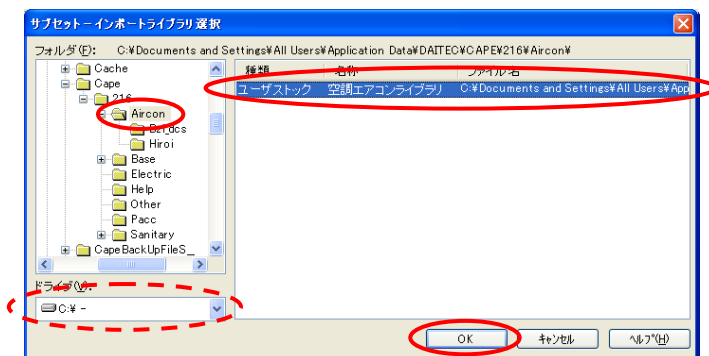 サブセット－インポートライブラリ選択
フォルダ(F): C:¥Documents and Settings¥All Users¥Application Data¥DAITEC¥CAPE¥216¥Aircon¥
種類 名称 ファイル名
ユーザストック 空調エアコンライブラリ C:¥Documents and Settings¥All Users¥App
Cache
Cape
216
Aircon
Hiroi
Base
Electric
Help
Other
Pacc
Sanitary
CapeBackUpFileS_
ドライブ(V):
C:¥ -
OK キャンセル ヘルプ(H)